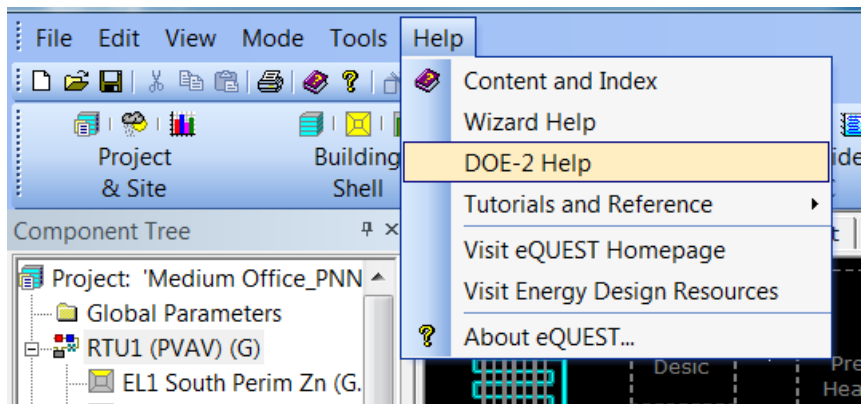 File Edit View Mode Tools Help
Content and Index
Wizard Help
DOE-2 Help
Tutorials and Reference
Visit eQUEST Homepage
Visit Energy Design Resources
About eQUEST...
Project
& Site
Building
Shell
Component Tree
Project: 'Medium Office_PNN
Global Parameters
RTU1 (PVAV) (G)
EL1 South Perim Zn (G.
Desic